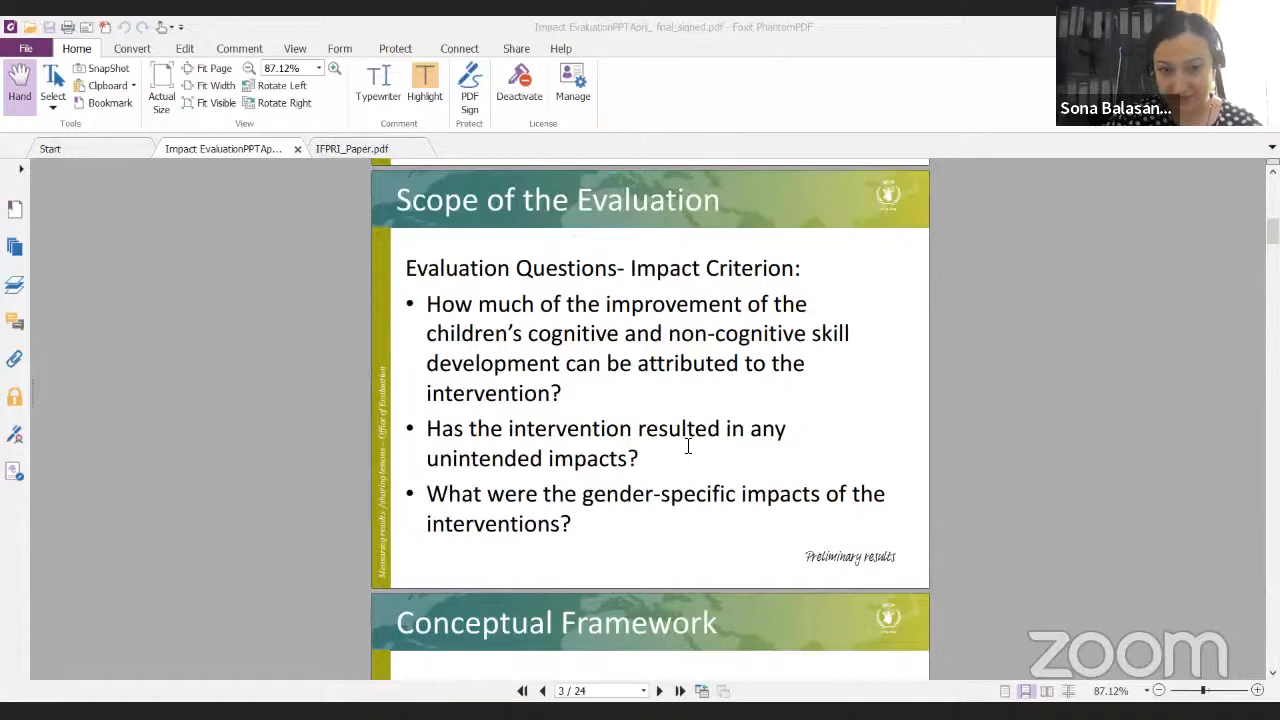 Impact EvaluationPPTApri_ final_signed.pdf - Foxit PhantomPDF
File Home Convert Edit Comment View Form Protect Connect Share Help
Hand
Select
SnapShot
Clipboard
Bookmark
Tools
Actual Size
Fit Page
Fit Width
Fit Visible
87.12%
Rotate Left
Rotate Right
View
Typewriter
Highlight
Comment
PDF Sign
Protect
Deactivate
Manage
License
Sona Balasan...
Start
Impact EvaluationPPTAp...
IFPRI_Paper.pdf
Scope of the Evaluation
Evaluation Questions- Impact Criterion:
• How much of the improvement of the
children's cognitive and non-cognitive skill
development can be attributed to the
intervention?
• Has the intervention resulted in any
unintended impacts?
• What were the gender-specific impacts of the
interventions?
Measuring results, /sharing lessons – Office of Evaluation
Preliminary results
Conceptual Framework
zoom
3 / 24
87.12%